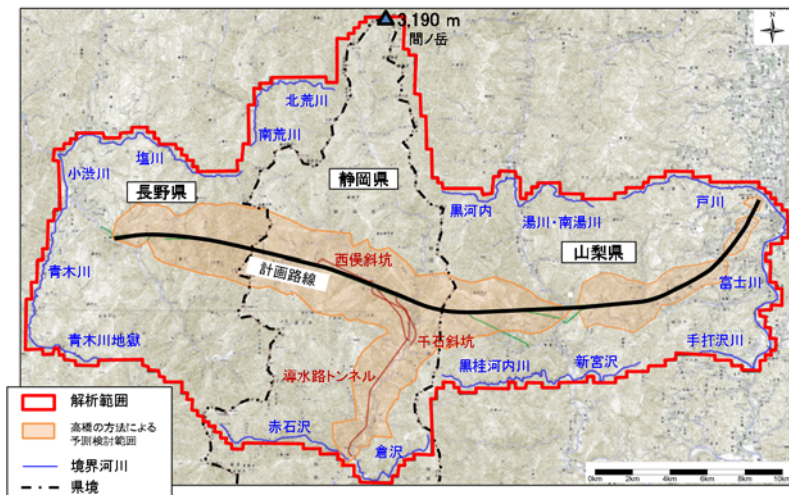 3,190 m
間ノ岳
N
北荒川
南荒川
塩川
小渋川
長野県
静岡県
黒河内
湯川・南湯川
戸川
山梨県
西俣斜坑
計画路線
青木川
富士川
千石斜坑
青木川地獄
導水路トンネル
黒桂河内川
新宮沢
手打沢川
赤石沢
倉沢
解析範囲
高橋の方法による
予測検討範囲
境界河川
県境
0km 2km 4km 6km 8km 10km